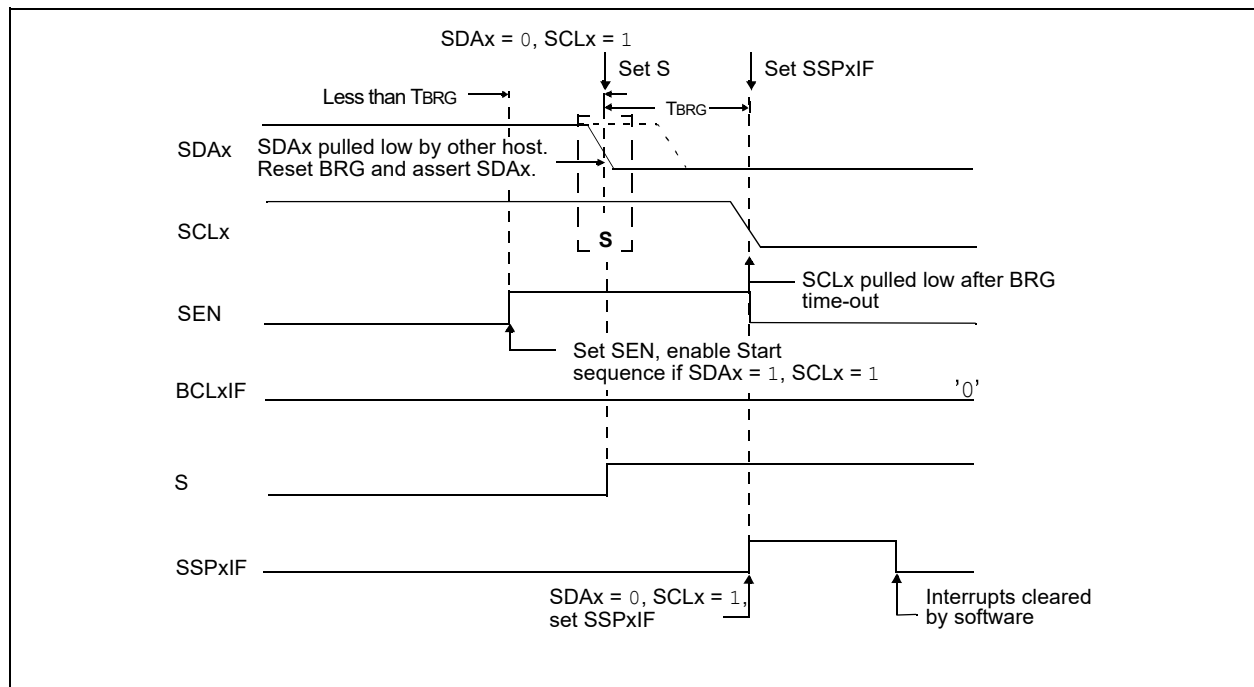 SDAx = 0, SCLx = 1
Set S
Set SSPxIF
Less than TBRG
TBRG
SDAx
SDAx pulled low by other host.
Reset BRG and assert SDAx.
SCLx
S
SCLx pulled low after BRG
time-out
SEN
Set SEN, enable Start
sequence if SDAx = 1, SCLx = 1
BCLxIF
'0'
S
SSPxIF
SDAx = 0, SCLx = 1,
set SSPxIF
Interrupts cleared
by software